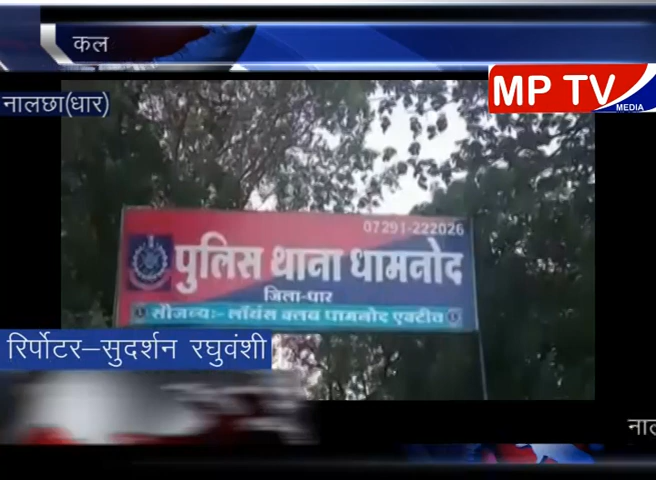 कल
MP TV
MEDIA
नालछा(धार)
07291-222026
पुलिस थाना धामनोद
जिला-धार
सौजन्य:- लॉयंस क्लब धामनोद एक्टीव
रिर्पोटर–सुदर्शन रघुवंशी